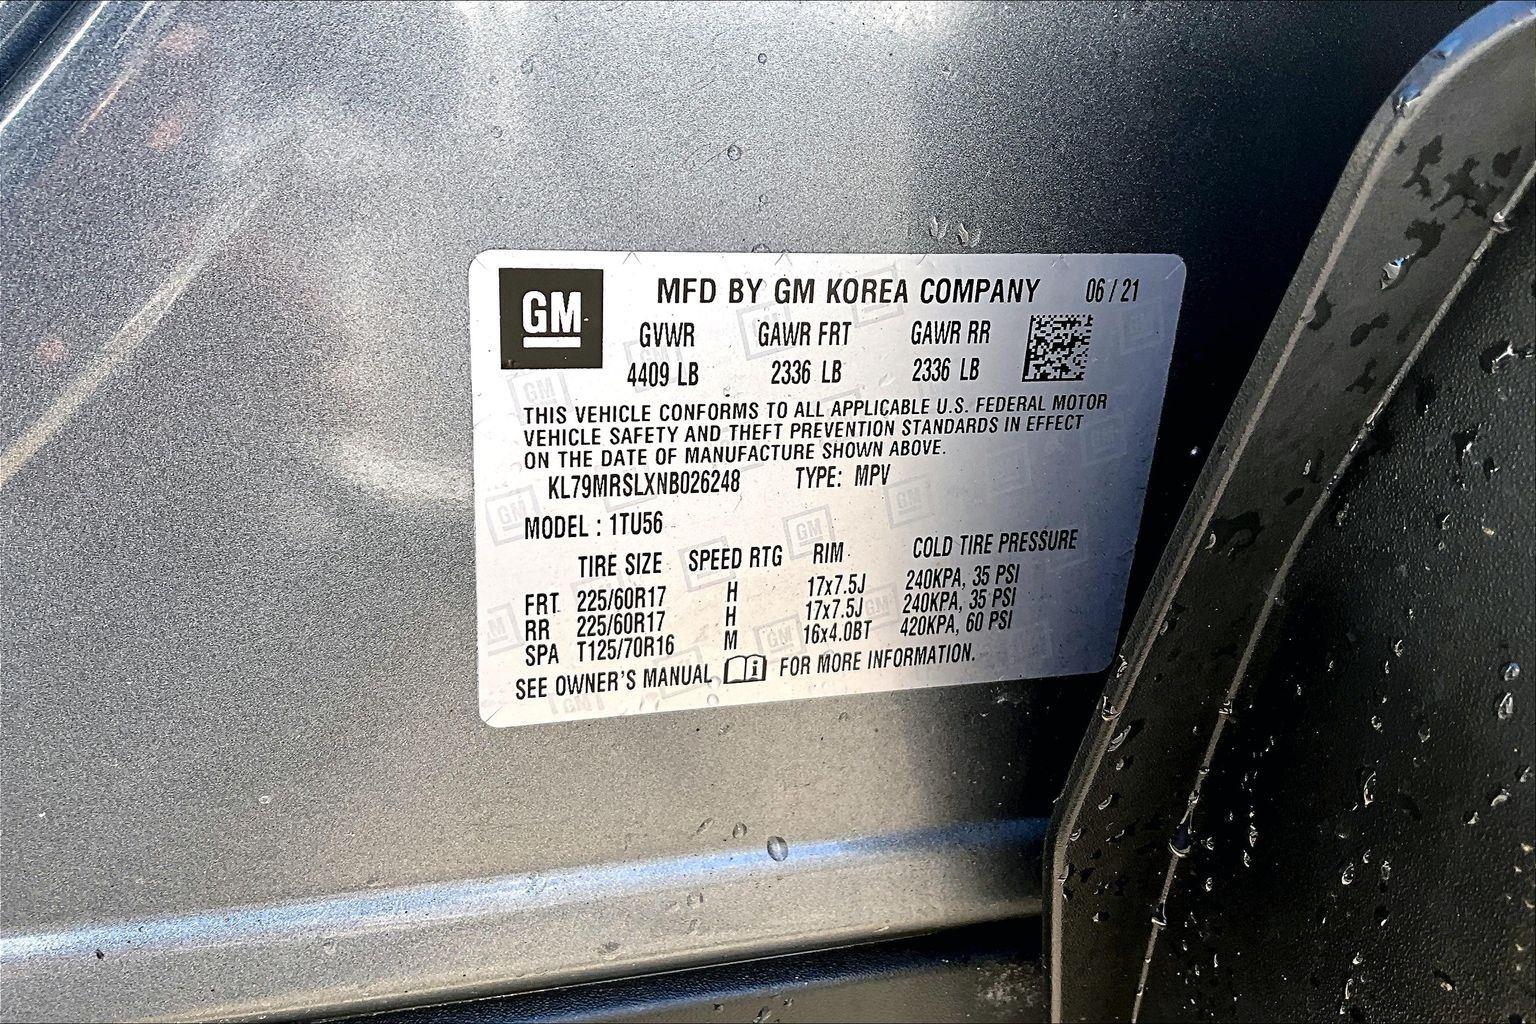 GM
MFD BY GM KOREA COMPANY 06 / 21
GVWR GAWR FRT GAWR RR
4409 LB 2336 LB 2336 LB
THIS VEHICLE CONFORMS TO ALL APPLICABLE U.S. FEDERAL MOTOR
VEHICLE SAFETY AND THEFT PREVENTION STANDARDS IN EFFECT
ON THE DATE OF MANUFACTURE SHOWN ABOVE.
KL79MRSLXNB026248 TYPE: MPV
MODEL : 1TU56
TIRE SIZE SPEED RTG RIM COLD TIRE PRESSURE
FRT 225/60R17 H 17x7.5J 240KPA, 35 PSI
RR 225/60R17 H 17x7.5J 240KPA, 35 PSI
SPA T125/70R16 M 16x4.0BT 420KPA, 60 PSI
SEE OWNER'S MANUAL FOR MORE INFORMATION.